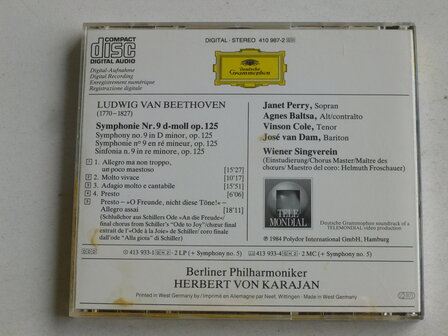 COMPACT
disc
DIGITAL AUDIO
DIGITAL · STEREO 410 987-2
Digital-Aufnahme
Digital Recording
Enregistrement numérique
Registrazione digitale
Deutsche
Grammophon
LUDWIG VAN BEETHOVEN
(1770-1827)
Symphonie Nr. 9 d-moll op. 125
Symphony no. 9 in D minor, op. 125
Symphonie nº 9 en ré mineur, op. 125
Sinfonia n. 9 in re minore, op. 125
1. Allegro ma non troppo,
un poco maestoso [15'27]
2. Molto vivace [10'17]
3. Adagio molto e cantabile [15'51]
4. Presto [6'06]
Presto – »O Freunde, nicht diese Töne!« –
Allegro assai [18'11]
(Schlußchor aus Schillers Ode »An die Freude«/
final chorus from Schiller's "Ode to Joy"/chœur final
extrait de l'«Ode à la Joie» de Schiller/coro finale
dall'ode "Alla gioia" di Schiller)
Janet Perry, Sopran
Agnes Baltsa, Alt/contralto
Vinson Cole, Tenor
José van Dam, Bariton
Wiener Singverein
(Einstudierung/Chorus Master/Maître des
chœurs/Maestro del coro: Helmuth Froschauer)
TELE
MONDIAL
Deutsche Grammophon soundtrack of a
TELEMONDIAL video production
℗ 1984 Polydor International GmbH, Hamburg
413 933-1 2 LP (+ Symphony no. 5)
413 933-4 2 MC (+ Symphony no. 5)
Berliner Philharmoniker
HERBERT VON KARAJAN
Printed in West Germany by/Imprimé en Allemagne par Neef, Wittingen · Made in West Germany